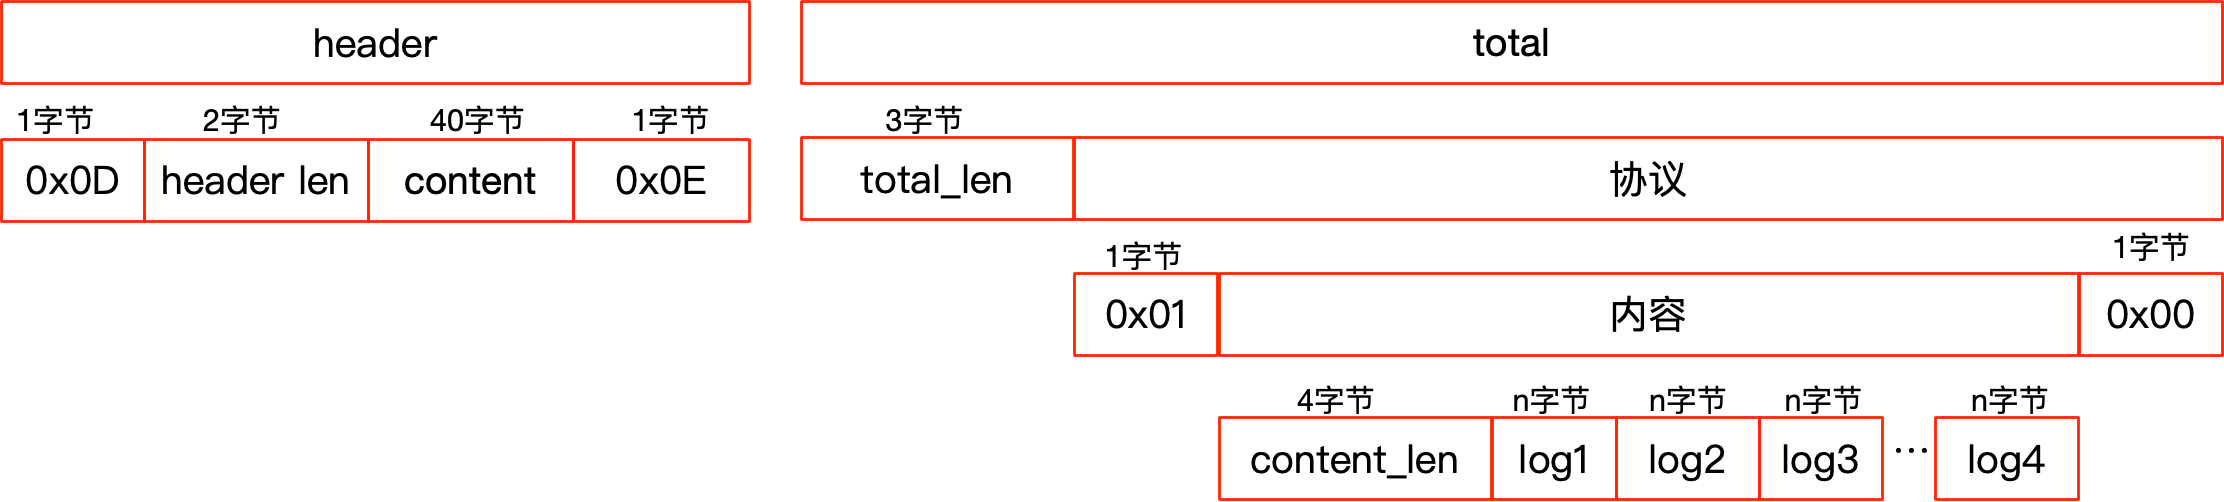 header total
1字节 2字节 40字节 1字节 3字节
0x0D header len content 0x0E total_len 协议
1字节 1字节
0x01 内容 0x00
4字节 n字节 n字节 n字节 n字节
content_len log1 log2 log3 ... log4